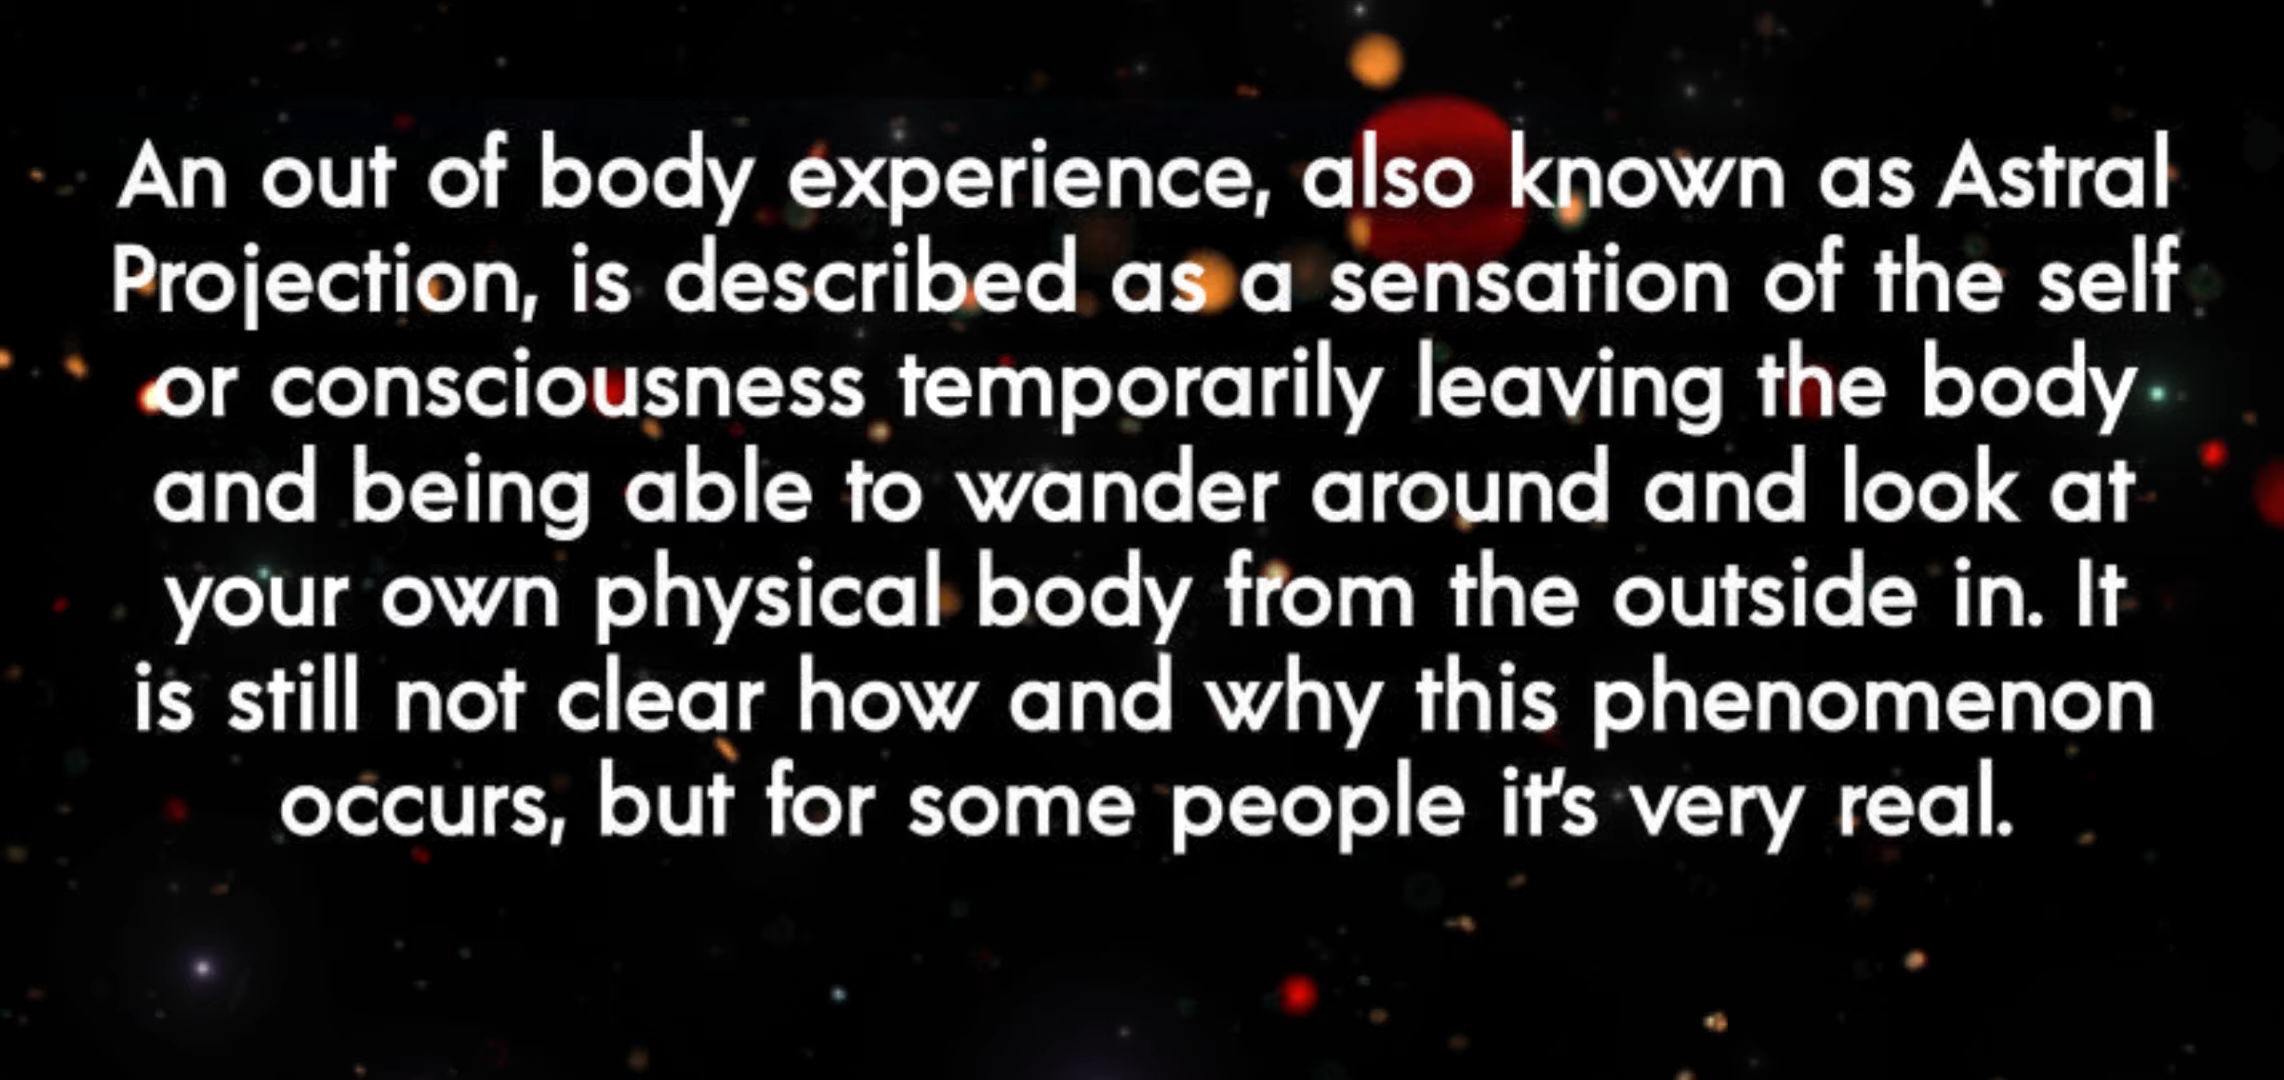 An out of body experience, also known as Astral
Projection, is described as a sensation of the self
or consciousness temporarily leaving the body
and being able to wander around and look at
your own physical body from the outside in. It
is still not clear how and why this phenomenon
occurs, but for some people it's very real.